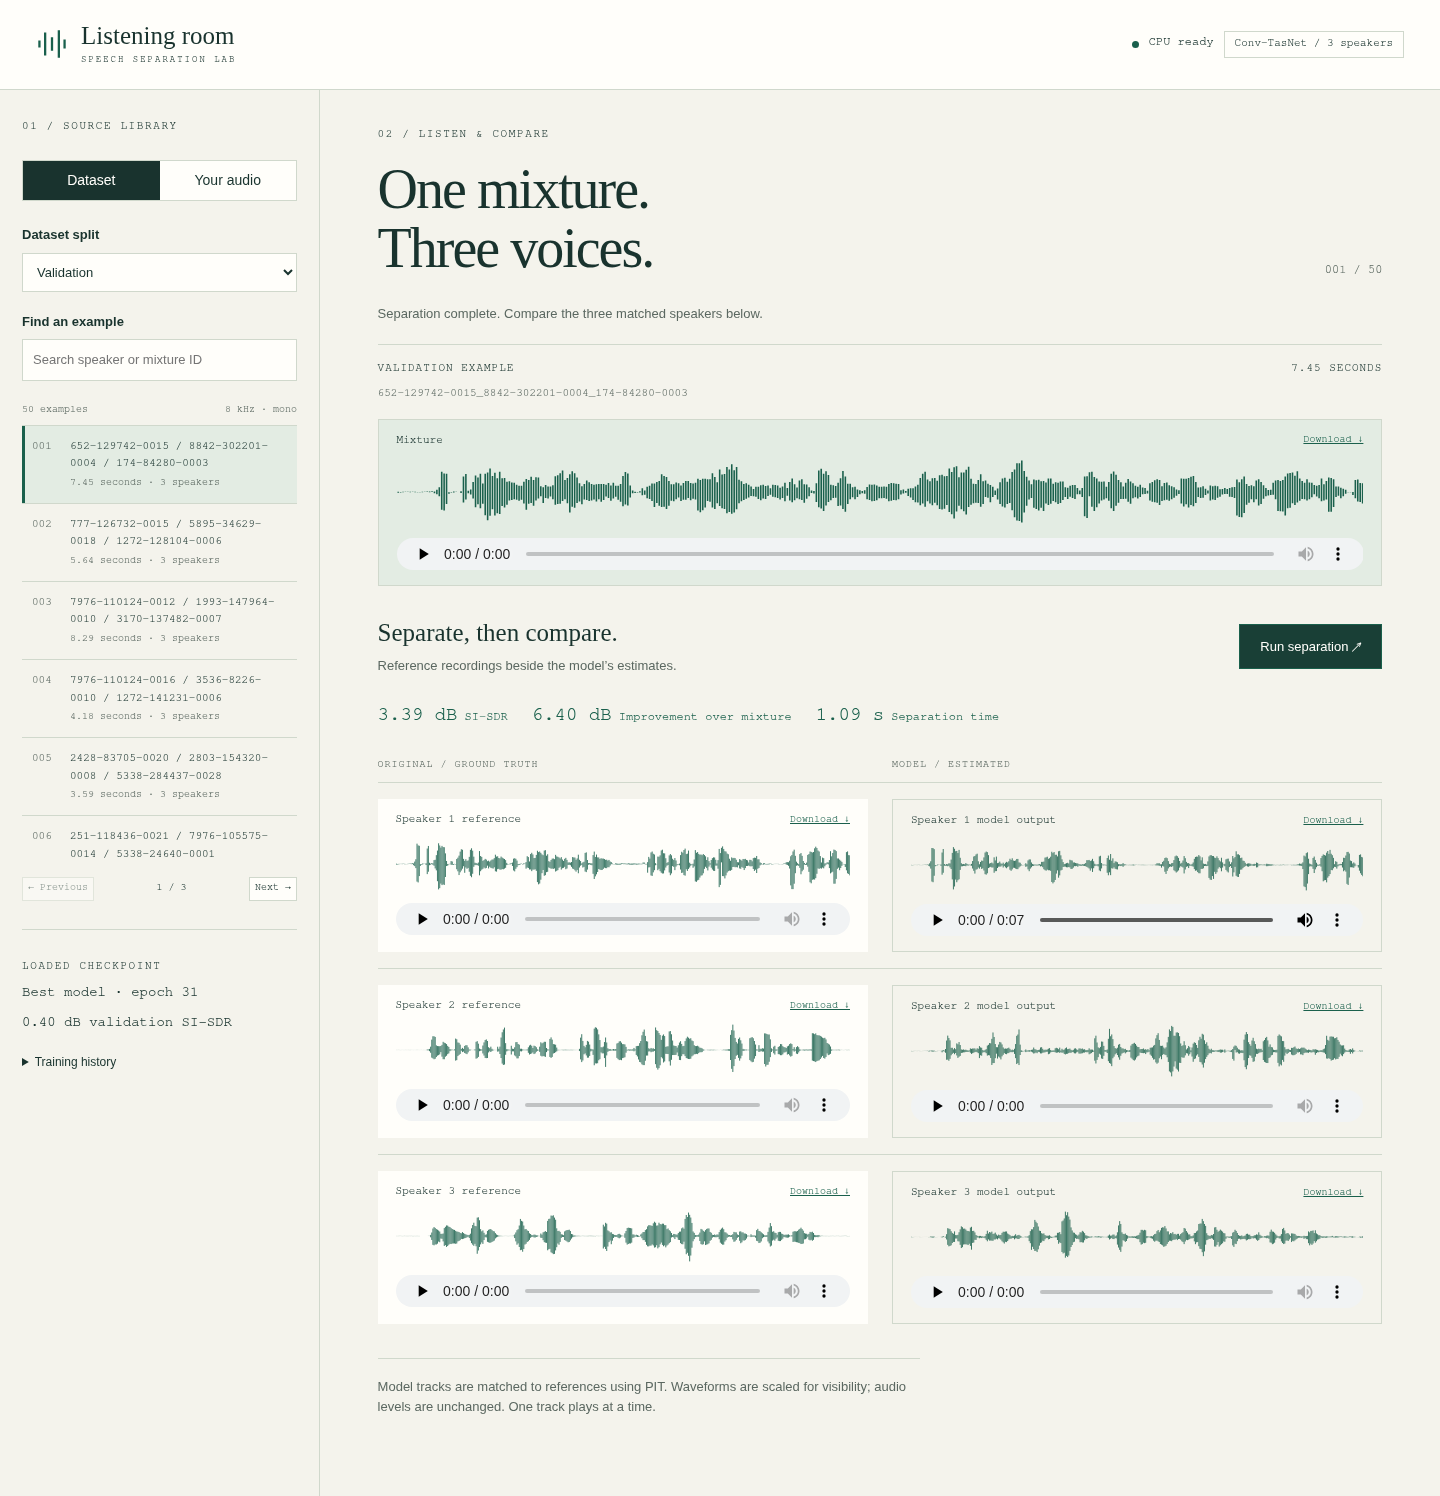 Listening room
SPEECH SEPARATION LAB
CPU ready
Conv-TasNet / 3 speakers
01 / SOURCE LIBRARY
Dataset
Your audio
Dataset split
Validation
Find an example
Search speaker or mixture ID
50 examples
8 kHz · mono
001
652-129742-0015 / 8842-302201-
0004 / 174-84280-0003
7.45 seconds · 3 speakers
002
777-126732-0015 / 5895-34629-
0018 / 1272-128104-0006
5.64 seconds · 3 speakers
003
7976-110124-0012 / 1993-147964-
0010 / 3170-137482-0007
8.29 seconds · 3 speakers
004
7976-110124-0016 / 3536-8226-
0010 / 1272-141231-0006
4.18 seconds · 3 speakers
005
2428-83705-0020 / 2803-154320-
0008 / 5338-284437-0028
3.59 seconds · 3 speakers
006
251-118436-0021 / 7976-105575-
0014 / 5338-24640-0001
← Previous
1 / 3
Next →
LOADED CHECKPOINT
Best model · epoch 31
0.40 dB validation SI-SDR
Training history
02 / LISTEN & COMPARE
One mixture.
Three voices.
001 / 50
Separation complete. Compare the three matched speakers below.
VALIDATION EXAMPLE
7.45 SECONDS
652-129742-0015_8842-302201-0004_174-84280-0003
Mixture
Download ↓
0:00 / 0:00
Separate, then compare.
Reference recordings beside the model's estimates.
Run separation ↗
3.39 dB SI-SDR
6.40 dB Improvement over mixture
1.09 s Separation time
ORIGINAL / GROUND TRUTH
MODEL / ESTIMATED
Speaker 1 reference
Download ↓
0:00 / 0:00
Speaker 1 model output
Download ↓
0:00 / 0:07
Speaker 2 reference
Download ↓
0:00 / 0:00
Speaker 2 model output
Download ↓
0:00 / 0:00
Speaker 3 reference
Download ↓
0:00 / 0:00
Speaker 3 model output
Download ↓
0:00 / 0:00
Model tracks are matched to references using PIT. Waveforms are scaled for visibility; audio
levels are unchanged. One track plays at a time.